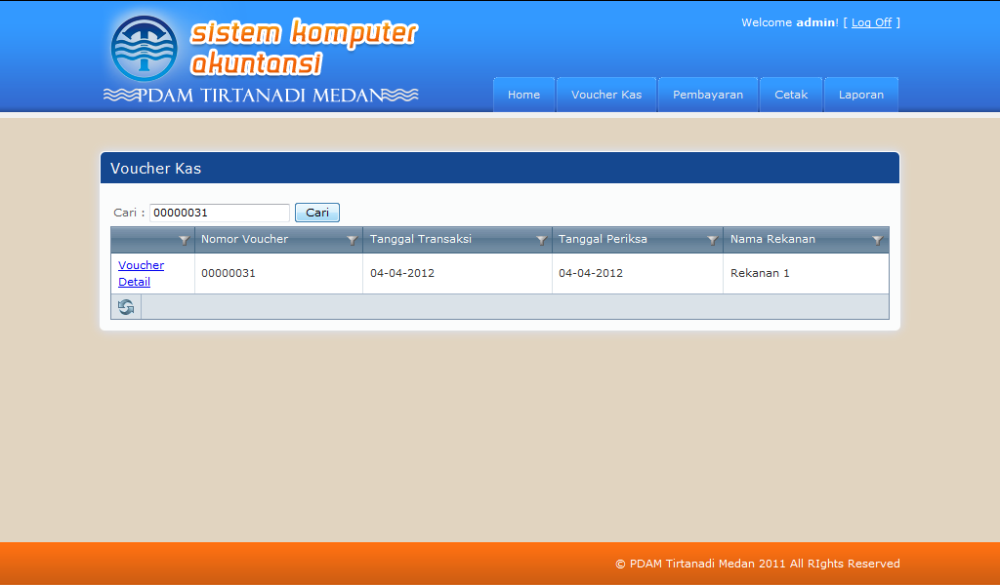 sistem komputer
akuntansi
PDAM TIRTANADI MEDAN
Welcome admin! [ Log Off ]
Home Voucher Kas Pembayaran Cetak Laporan
Voucher Kas
Cari : 00000031 Cari
Nomor Voucher Tanggal Transaksi Tanggal Periksa Nama Rekanan
Voucher
Detail
00000031 04-04-2012 04-04-2012 Rekanan 1
© PDAM Tirtanadi Medan 2011 All RIghts Reserved